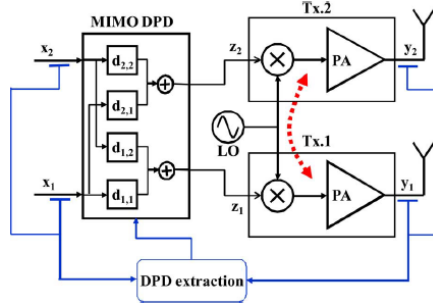 MIMO DPD
Tx.2
x₂
d₂,₂
d₂,₁
z₂
PA
y₂
LO
d₁,₂
Tx.1
x₁
d₁,₁
z₁
PA
y₁
DPD extraction